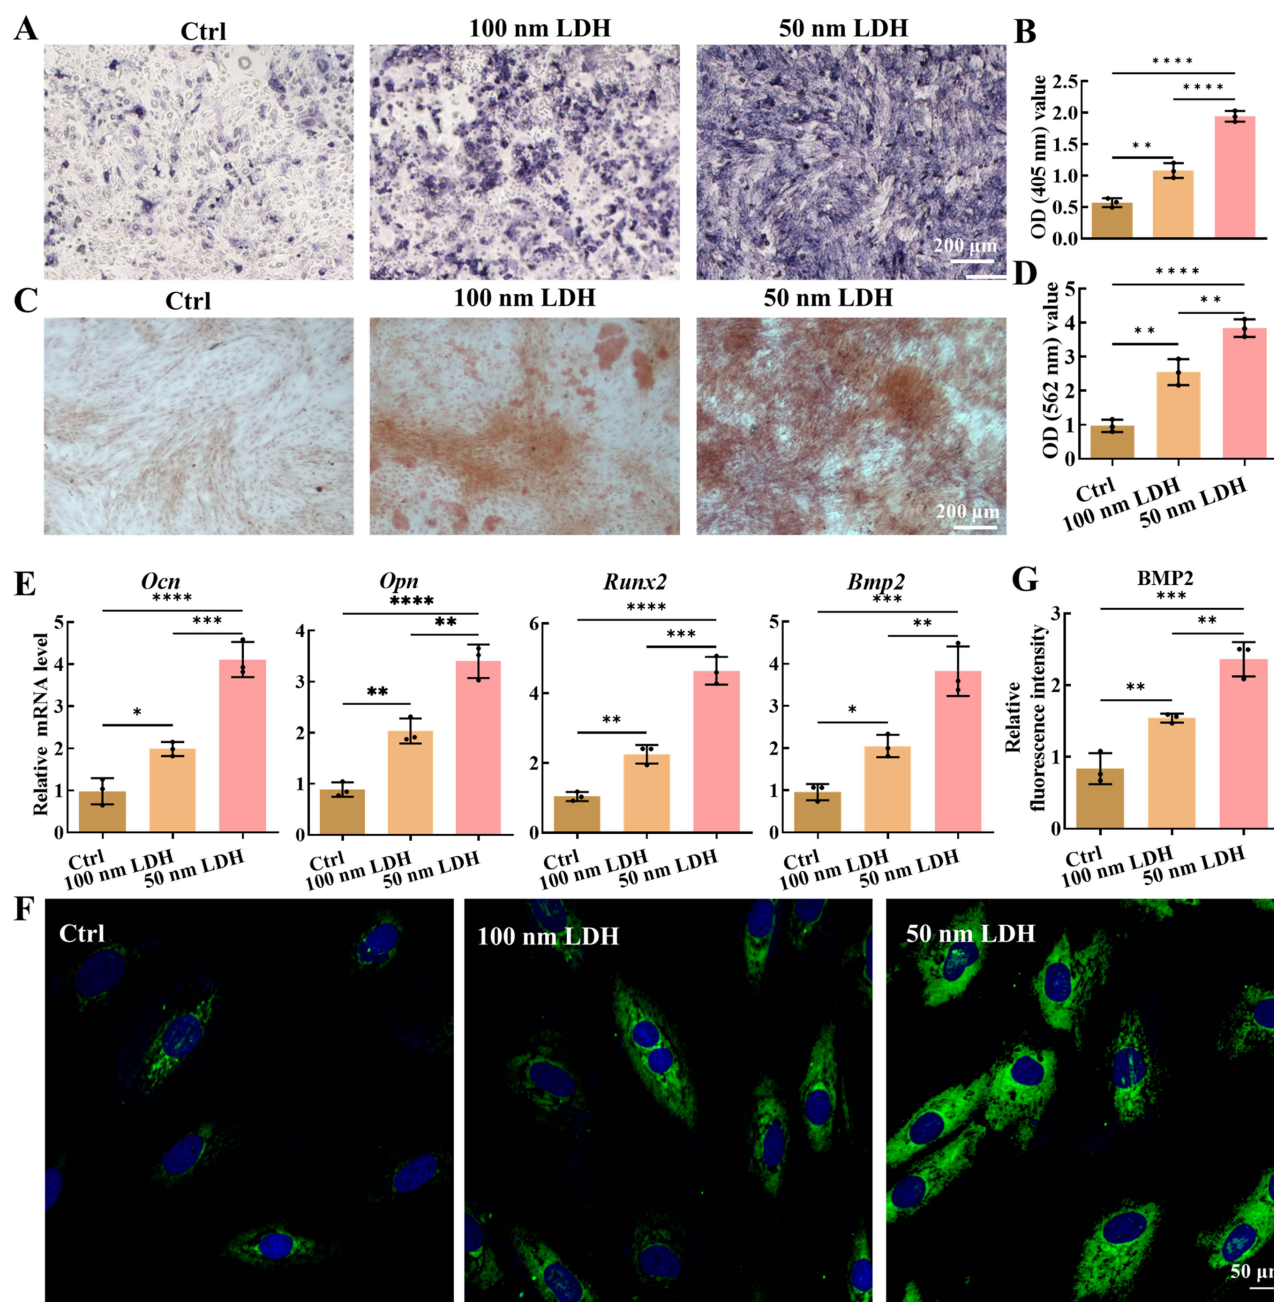 A
Ctrl
100 nm LDH
50 nm LDH
200 μm
B
OD (405 nm) value
2.5
2.0
1.5
1.0
0.5
0.0
**
****
****
C
Ctrl
100 nm LDH
50 nm LDH
200 μm
D
OD (562 nm) value
5
4
3
2
1
0
**
**
****
Ctrl
100 nm LDH
50 nm LDH
E
Relative mRNA level
Ocn
****
***
*
5
4
3
2
1
0
Ctrl
100 nm LDH
50 nm LDH
Opn
****
**
**
4
3
2
1
0
Ctrl
100 nm LDH
50 nm LDH
Runx2
****
***
**
6
4
2
0
Ctrl
100 nm LDH
50 nm LDH
Bmp2
***
**
*
5
4
3
2
1
0
Ctrl
100 nm LDH
50 nm LDH
G
BMP2
Relative
fluorescence intensity
***
**
**
3
2
1
0
Ctrl
100 nm LDH
50 nm LDH
F
Ctrl
100 nm LDH
50 nm LDH
50 μm